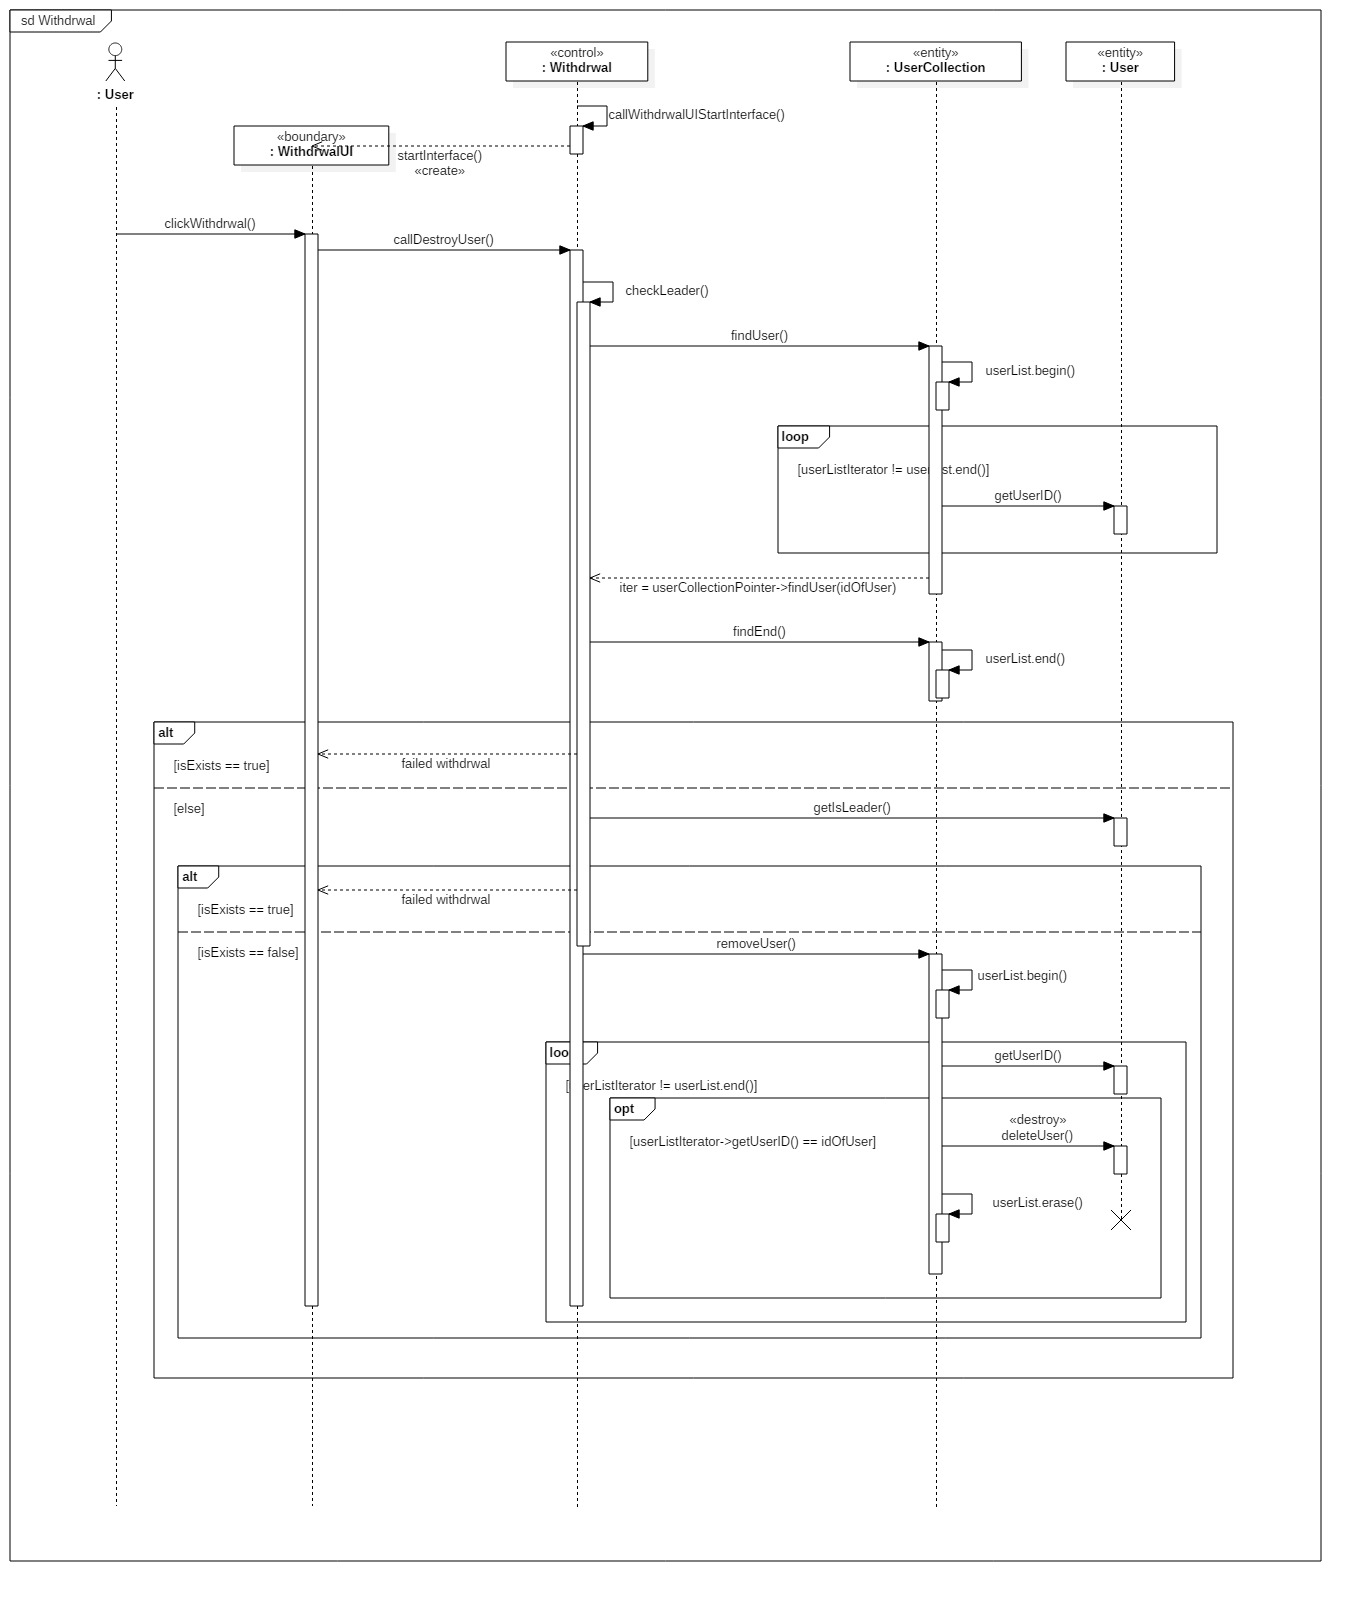 sd Withdrwal
«control»
: Withdrwal
«entity»
: UserCollection
«entity»
: User
: User
callWithdrwalUIStartInterface()
«boundary»
: WithdrwalUI
startInterface()
«create»
clickWithdrwal()
callDestroyUser()
checkLeader()
findUser()
userList.begin()
loop
[userListIterator != userList.end()]
getUserID()
iter = userCollectionPointer->findUser(idOfUser)
findEnd()
userList.end()
alt
failed withdrwal
[isExists == true]
[else]
getIsLeader()
alt
failed withdrwal
[isExists == true]
removeUser()
[isExists == false]
userList.begin()
loop
getUserID()
[userListIterator != userList.end()]
opt
«destroy»
deleteUser()
[userListIterator->getUserID() == idOfUser]
userList.erase()